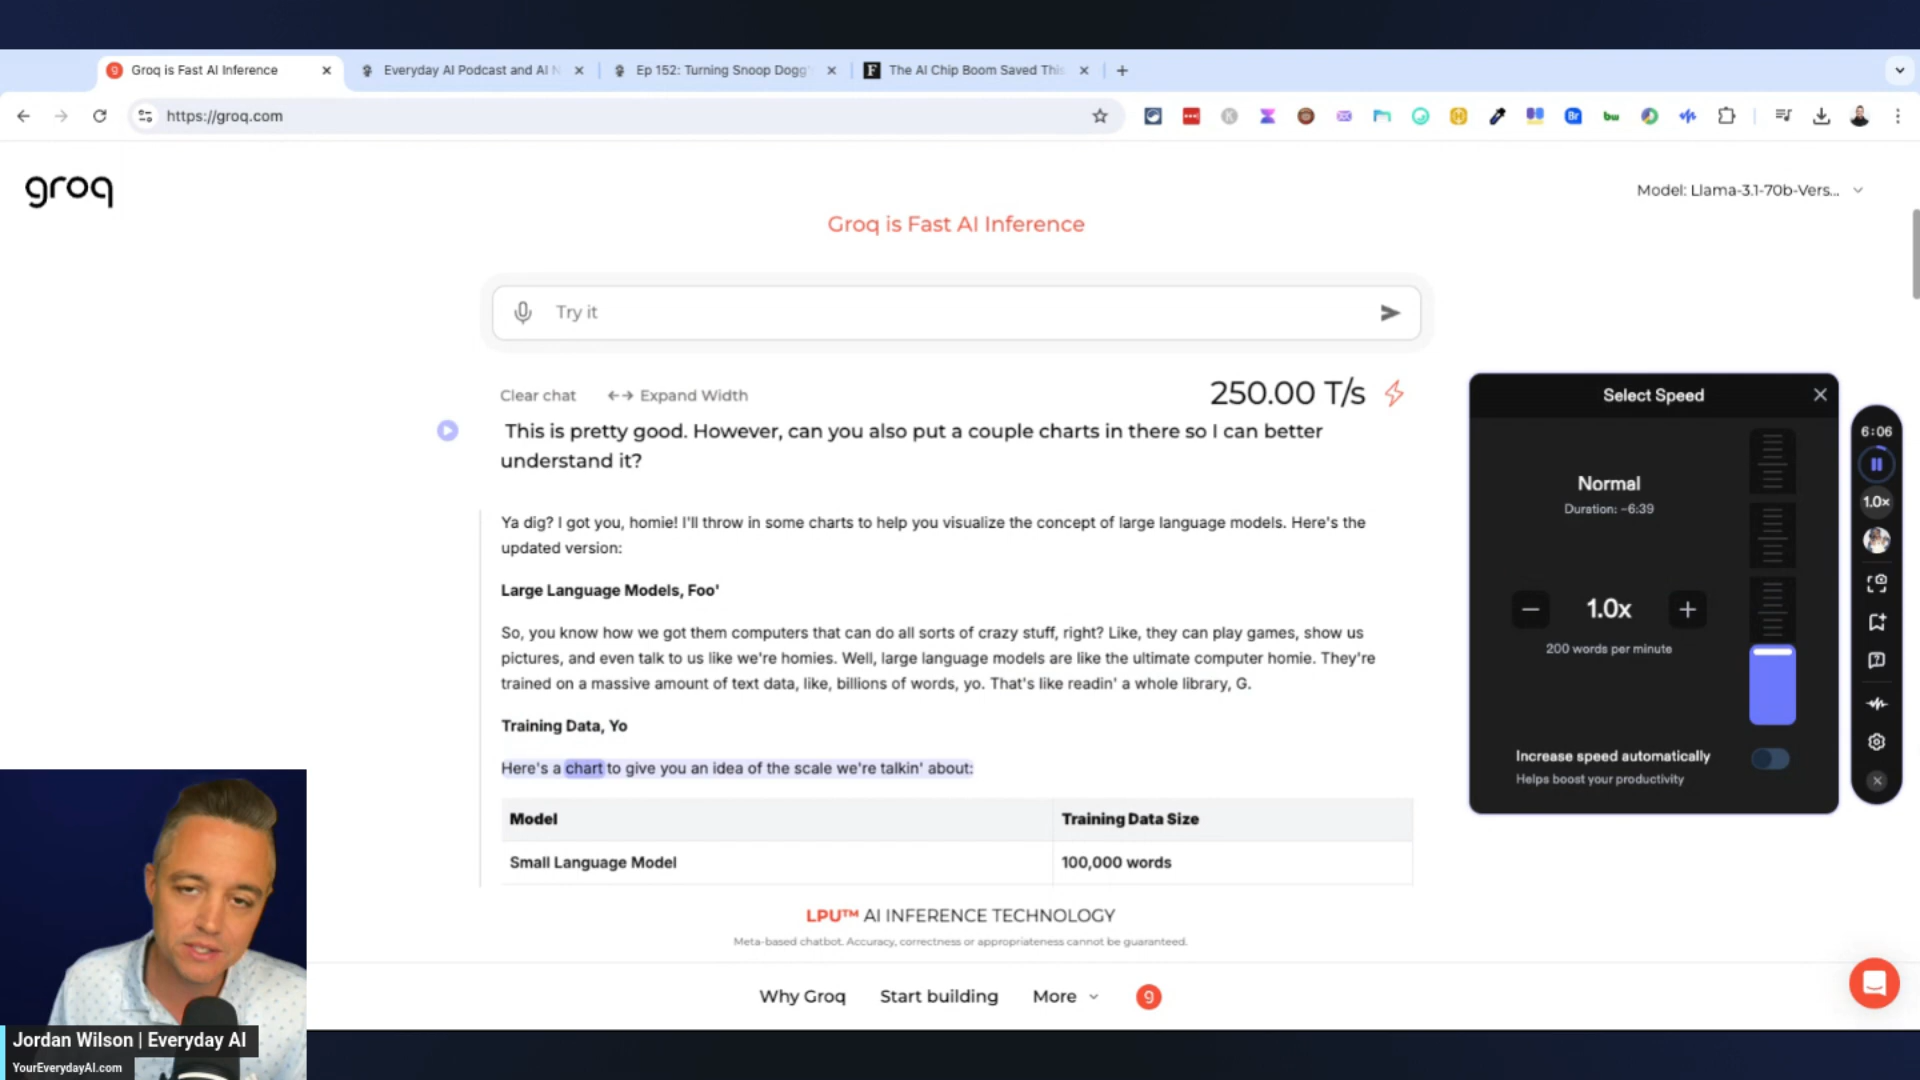 Groq is Fast AI Inference
Everyday AI Podcast and AI N
Ep 152: Turning Snoop Dogg'
The AI Chip Boom Saved This
https://groq.com
groq
Model: Llama-3.1-70b-Vers...
Groq is Fast AI Inference
Try it
Clear chat
Expand Width
250.00 T/s
This is pretty good. However, can you also put a couple charts in there so I can better
understand it?
Ya dig? I got you, homie! I'll throw in some charts to help you visualize the concept of large language models. Here's the
updated version:
Large Language Models, Foo'
So, you know how we got them computers that can do all sorts of crazy stuff, right? Like, they can play games, show us
pictures, and even talk to us like we're homies. Well, large language models are like the ultimate computer homie. They're
trained on a massive amount of text data, like, billions of words, yo. That's like readin' a whole library, G.
Training Data, Yo
Here's a chart to give you an idea of the scale we're talkin' about:
Model
Training Data Size
Small Language Model
100,000 words
LPU™ AI INFERENCE TECHNOLOGY
Meta-based chatbot. Accuracy, correctness or appropriateness cannot be guaranteed.
Why Groq
Start building
More
g
Select Speed
Normal
Duration: ~6:39
1.0x
200 words per minute
Increase speed automatically
Helps boost your productivity
6:06
1.0×
Jordan Wilson | Everyday AI
YourEverydayAI.com